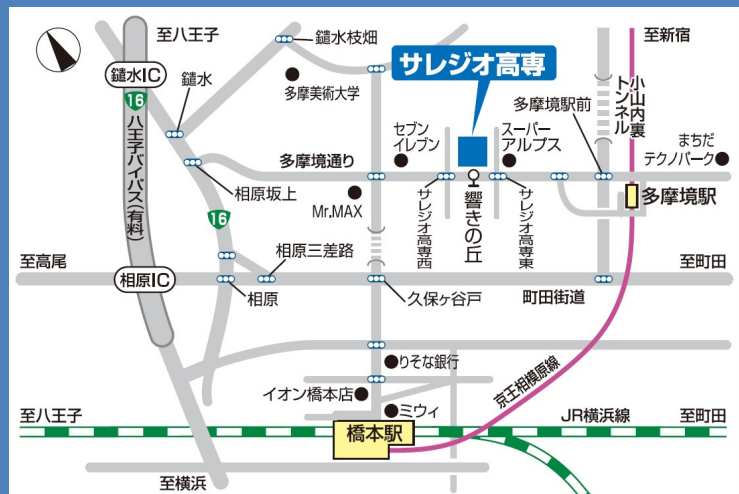 至八王子
鑓水枝畑
サレジオ高専
至新宿
鑓水IC
鑓水
多摩美術大学
小山内裏
トンネル
16
多摩境駅前
セブン
イレブン
スーパー
アルプス
まちだ
テクノパーク
八王子バイパス(有料)
多摩境通り
相原坂上
Mr.MAX
サレジオ高専西
響きの丘
サレジオ高専東
多摩境駅
16
至高尾
相原三差路
至町田
相原IC
相原
久保ヶ谷戸
町田街道
りそな銀行
イオン橋本店
京王相模原線
至八王子
ミウィ
JR横浜線
至町田
橋本駅
至横浜